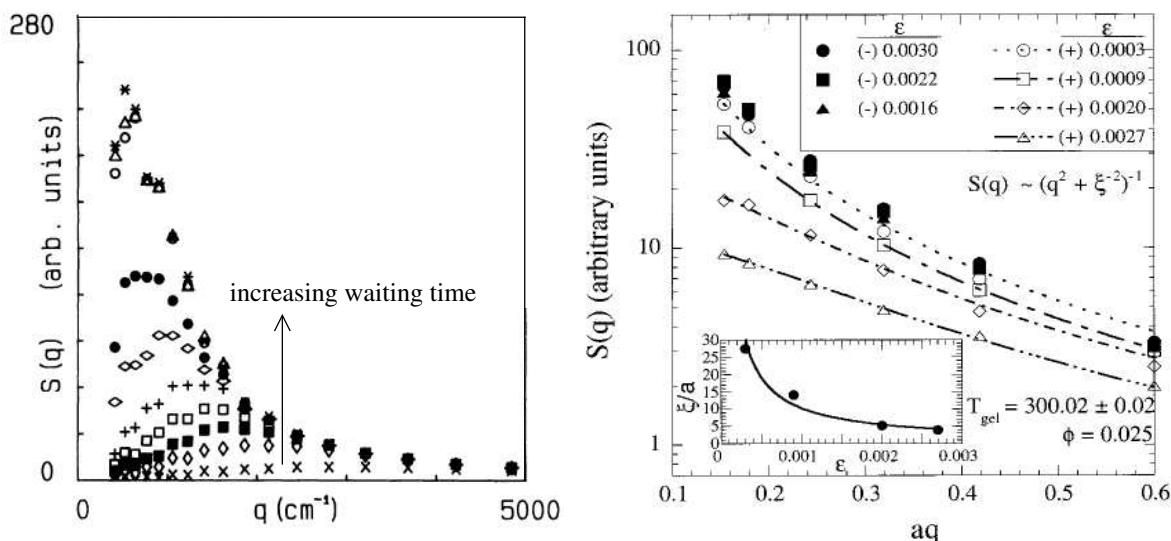 280
S(q) (arb. units)
increasing waiting time
0
0
q (cm⁻¹)
5000
S(q) (arbitrary units)
100
10
1
ε ε
(-) 0.0030 (+) 0.0003
(-) 0.0022 (+) 0.0009
(-) 0.0016 (+) 0.0020
(+) 0.0027
S(q) ~ (q² + ξ⁻²)⁻¹
ξ/a
30
25
20
15
10
5
0
0 0.001 0.002 0.003
ε
T_gel = 300.02 ± 0.02
ϕ = 0.025
0.1 0.2 0.3 0.4 0.5 0.6
aq